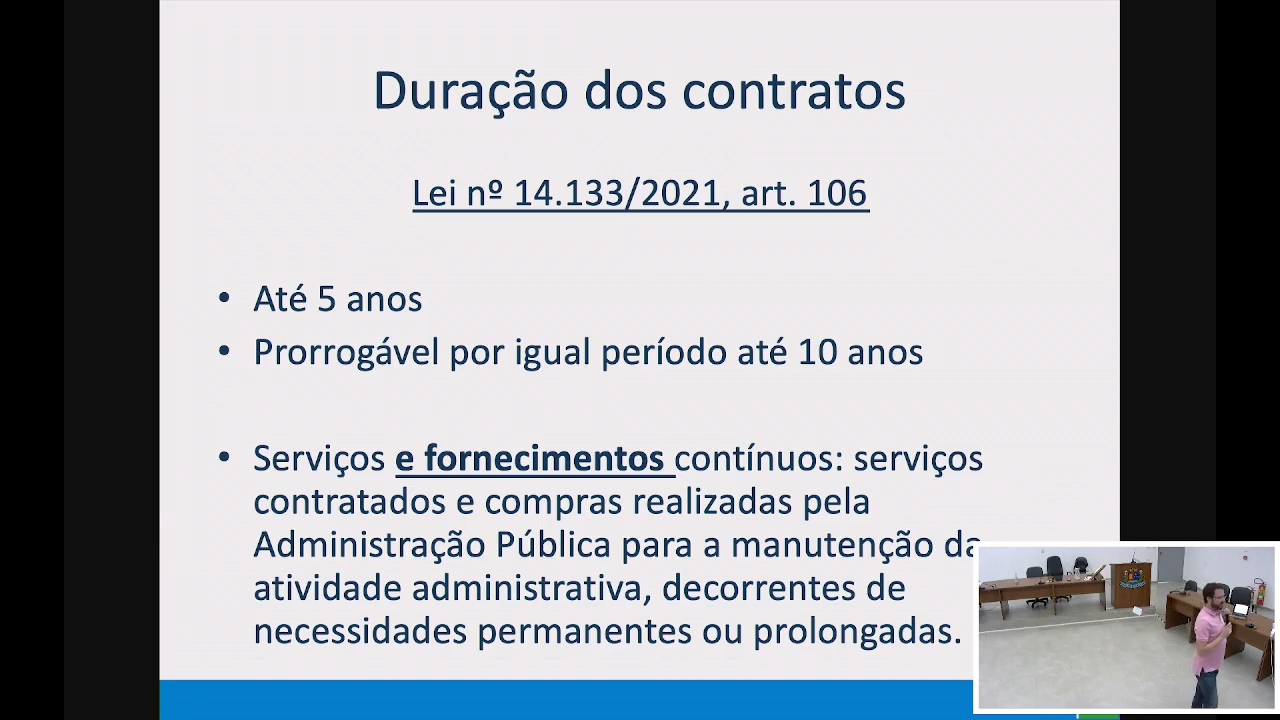 Duração dos contratos
Lei nº 14.133/2021, art. 106
• Até 5 anos
• Prorrogável por igual período até 10 anos
• Serviços e fornecimentos contínuos: serviços
contratados e compras realizadas pela
Administração Pública para a manutenção da
atividade administrativa, decorrentes de
necessidades permanentes ou prolongadas.